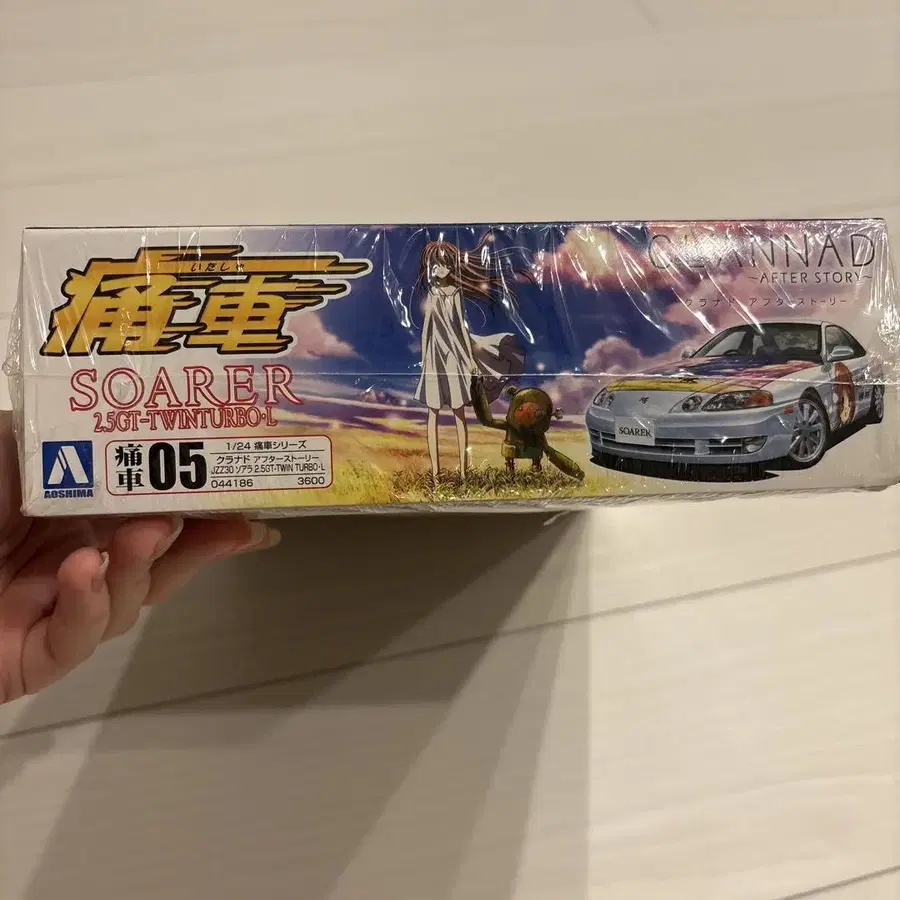 いたしゃ
痛車
SOARER
2.5GT-TWINTURBO・L
AOSHIMA
痛車 05
1/24 痛車シリーズ
クラナド アフターストーリー
JZZ30 ソアラ 2.5GT-TWIN TURBO・L
044186 3600
CLANNAD
～AFTER STORY～
クラナド アフターストーリー
SOARER